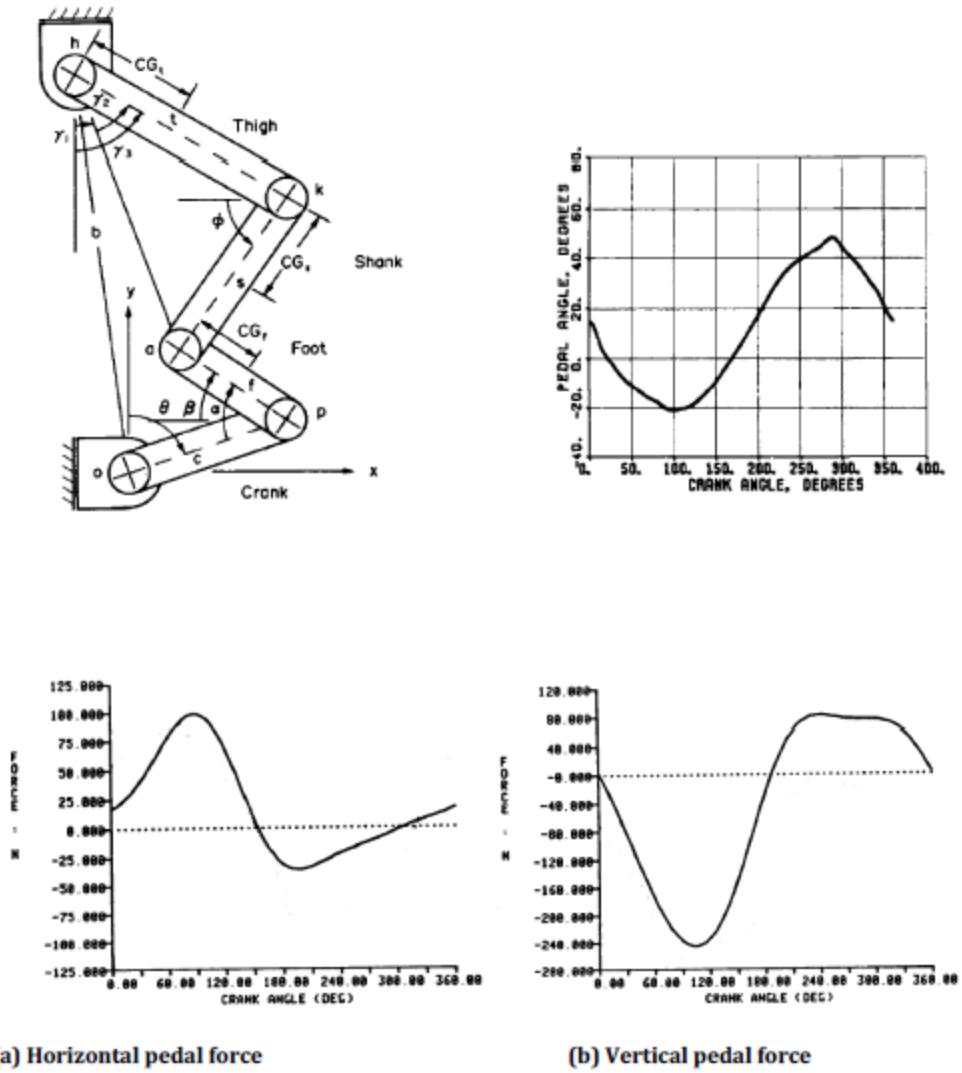 h
CG t
γ2
t
Thigh
γ1
γ3
k
b
ϕ
CG s
Shank
s
y
CG f
a
Foot
f
θ β α
p
c
o
x
Crank
PEDAL ANGLE, DEGREES
80.
60.
40.
20.
0.
-20.
-40.
0. 50. 100. 150. 200. 250. 300. 350. 400.
CRANK ANGLE, DEGREES
125.000
100.000
75.000
50.000
25.000
0.000
-25.000
-50.000
-75.000
-100.000
-125.000
FORCE - N
0.00 60.00 120.00 180.00 240.00 300.00 360.00
CRANK ANGLE (DEG)
120.000
80.000
40.000
-0.000
-40.000
-80.000
-120.000
-160.000
-200.000
-240.000
-280.000
FORCE - N
0.00 60.00 120.00 180.00 240.00 300.00 360.00
CRANK ANGLE (DEG)
a) Horizontal pedal force
(b) Vertical pedal force